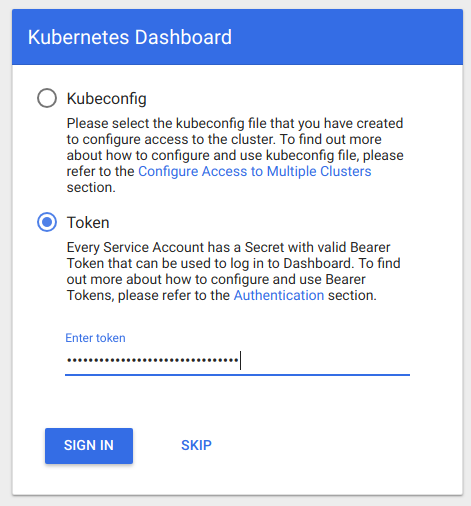 Kubernetes Dashboard
Kubeconfig
Please select the kubeconfig file that you have created
to configure access to the cluster. To find out more
about how to configure and use kubeconfig file, please
refer to the Configure Access to Multiple Clusters
section.
Token
Every Service Account has a Secret with valid Bearer
Token that can be used to log in to Dashboard. To find
out more about how to configure and use Bearer
Tokens, please refer to the Authentication section.
Enter token
••••••••••••••••••••••••••••••••
SIGN IN SKIP